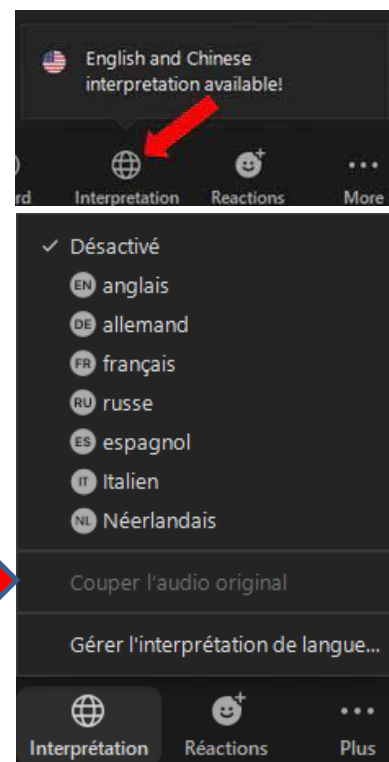 English and Chinese
interpretation available!
rd Interpretation Reactions More
✓ Désactivé
EN anglais
DE allemand
FR français
RU russe
ES espagnol
IT Italien
NL Néerlandais
Couper l'audio original
Gérer l'interprétation de langue...
Interprétation Réactions Plus